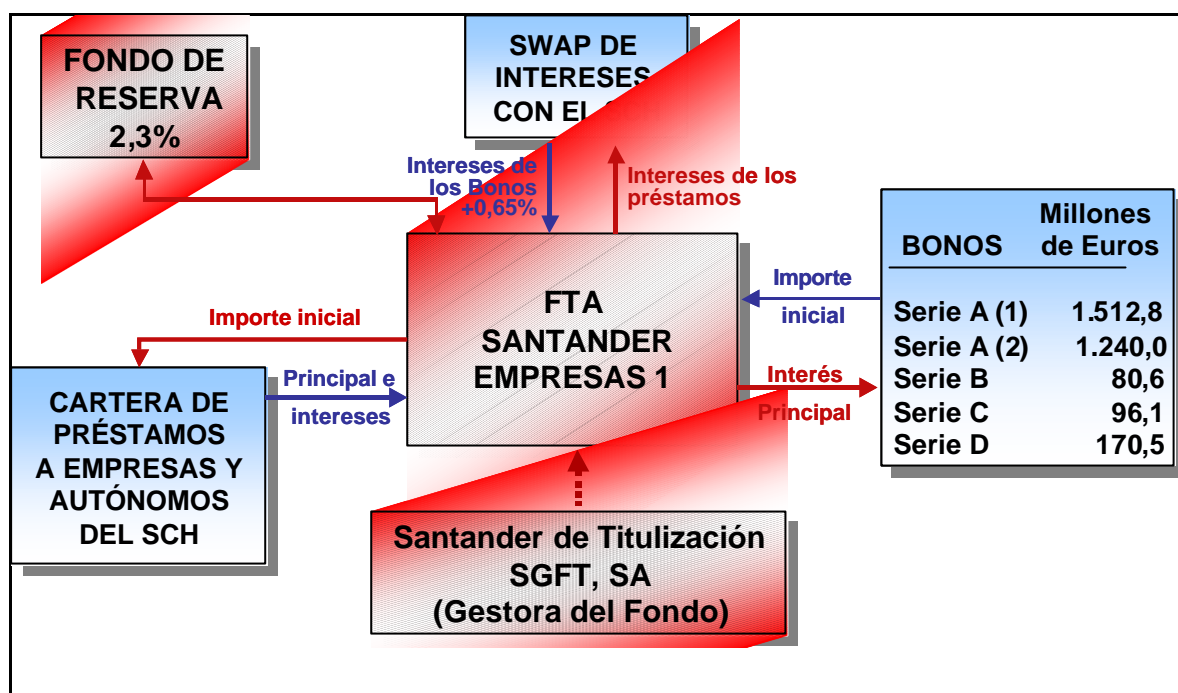 FONDO DE
RESERVA
2,3%
SWAP DE
INTERESES
CON EL SCH
Intereses de
los Bonos
+0,65%
Intereses de los
préstamos
BONOS Millones de Euros
Serie A (1) 1.512,8
Serie A (2) 1.240,0
Serie B 80,6
Serie C 96,1
Serie D 170,5
Importe
inicial
FTA
SANTANDER
EMPRESAS 1
Importe inicial
Principal e
intereses
Interés
Principal
CARTERA DE
PRÉSTAMOS
A EMPRESAS Y
AUTÓNOMOS
DEL SCH
Santander de Titulización
SGFT, SA
(Gestora del Fondo)